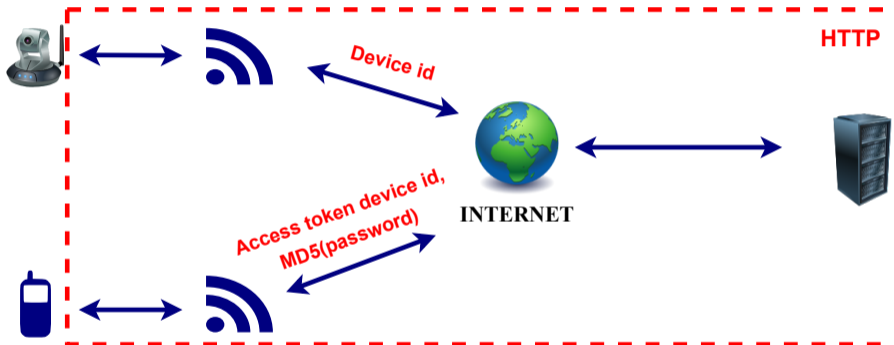 HTTP
Device id
INTERNET
Access token device id,
MD5(password)